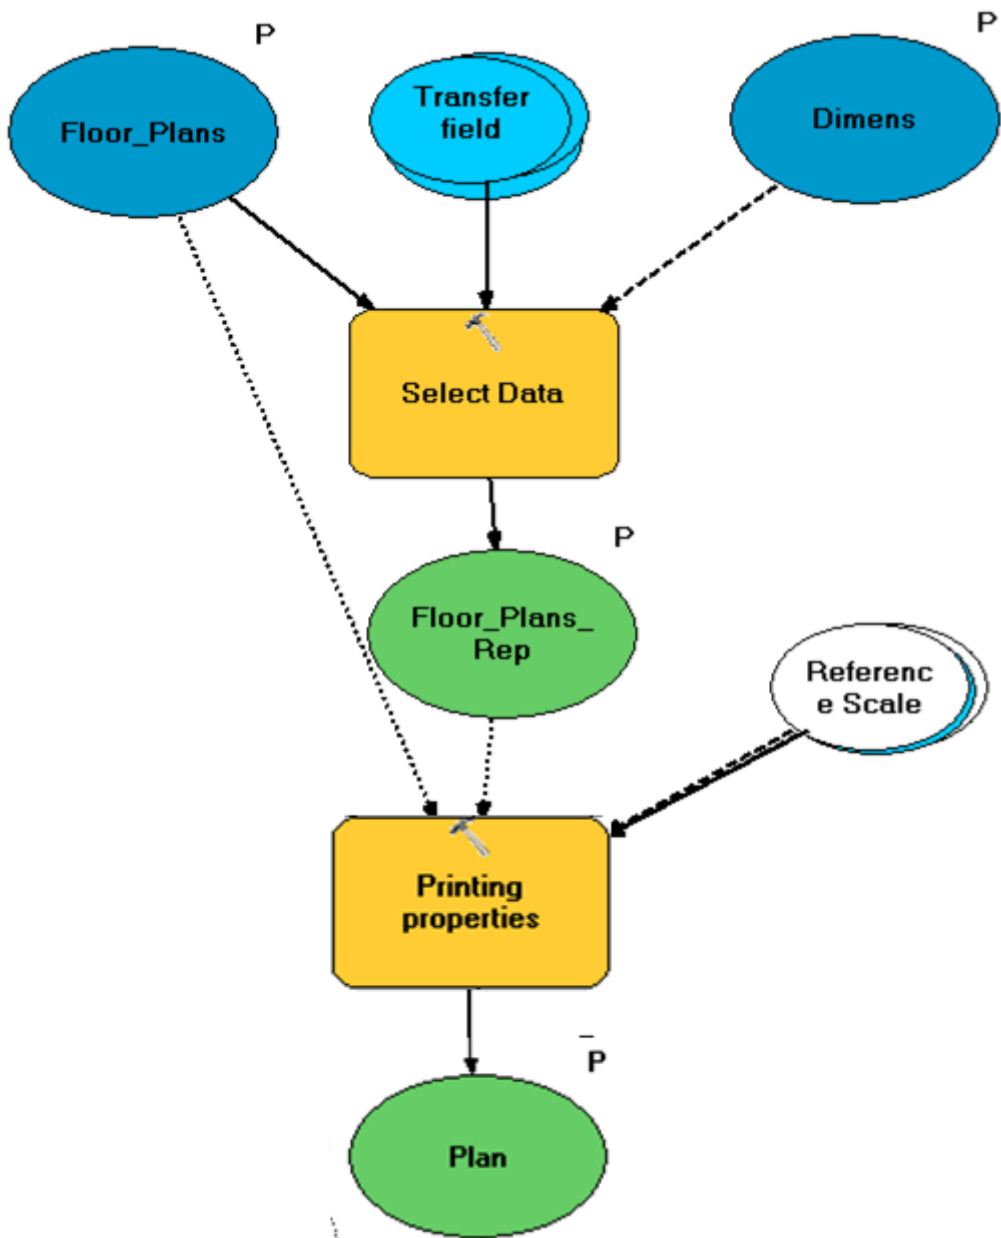 P
P
Floor_Plans
Transfer
field
Dimens
Select Data
P
Floor_Plans_
Rep
Referenc
e Scale
Printing
properties
P
Plan